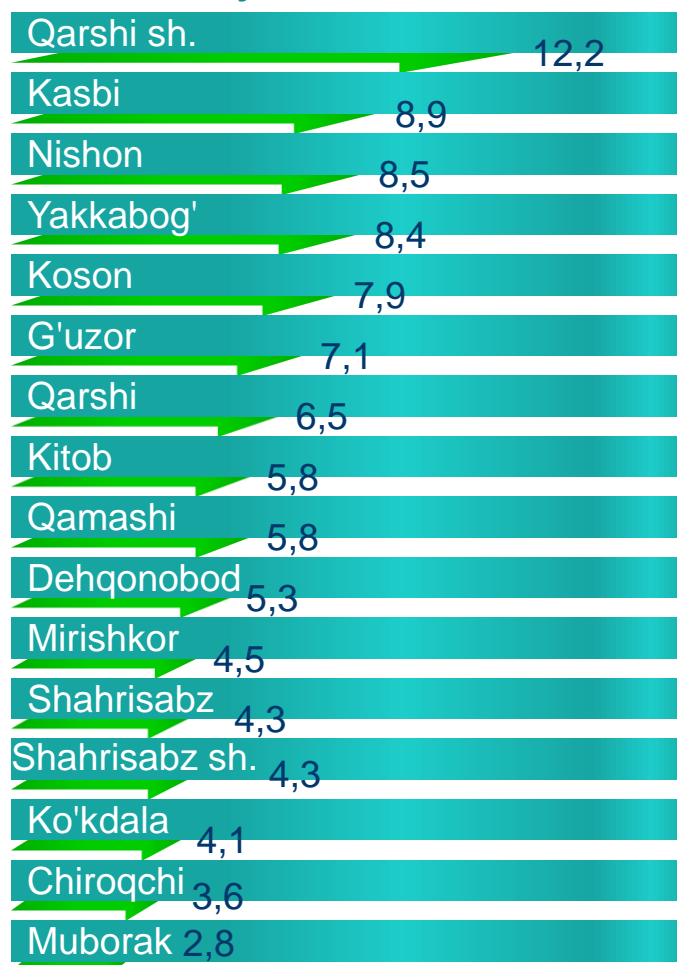 Qarshi sh.
12,2
Kasbi
8,9
Nishon
8,5
Yakkabog'
8,4
Koson
7,9
G'uzor
7,1
Qarshi
6,5
Kitob
5,8
Qamashi
5,8
Dehqonobod
5,3
Mirishkor
4,5
Shahrisabz
4,3
Shahrisabz sh.
4,3
Ko'kdala
4,1
Chiroqchi
3,6
Muborak 2,8